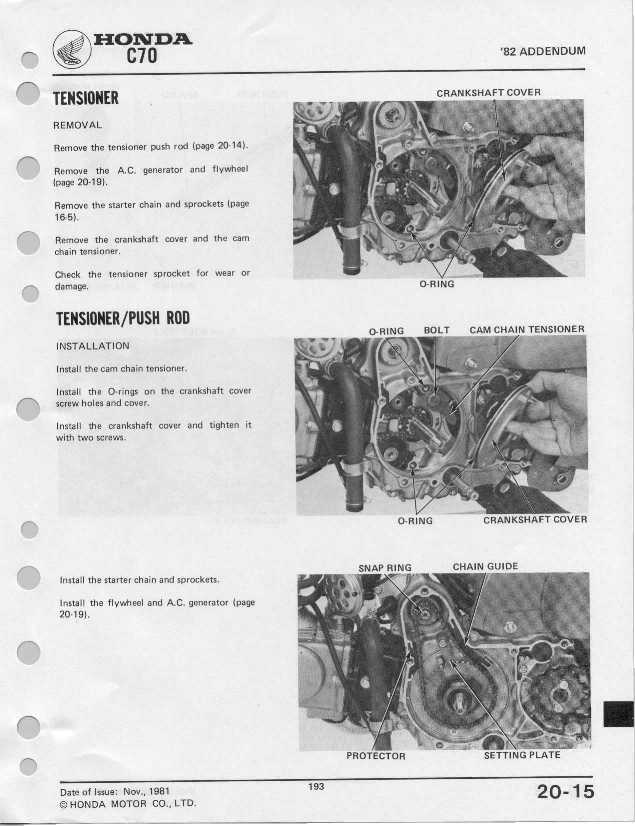 HONDA
C70
'82 ADDENDUM
TENSIONER
REMOVAL
Remove the tensioner push rod (page 20-14).
Remove the A.C. generator and flywheel
(page 20-19).
Remove the starter chain and sprockets (page
16-5).
Remove the crankshaft cover and the cam
chain tensioner.
Check the tensioner sprocket for wear or
damage.
CRANKSHAFT COVER
O-RING
TENSIONER/PUSH ROD
INSTALLATION
Install the cam chain tensioner.
Install the O-rings on the crankshaft cover
screw holes and cover.
Install the crankshaft cover and tighten it
with two screws.
O-RING BOLT CAM CHAIN TENSIONER
O-RING CRANKSHAFT COVER
Install the starter chain and sprockets.
Install the flywheel and A.C. generator (page
20-19).
SNAP RING CHAIN GUIDE
PROTECTOR SETTING PLATE
Date of Issue: Nov., 1981
© HONDA MOTOR CO., LTD.
193
20-15